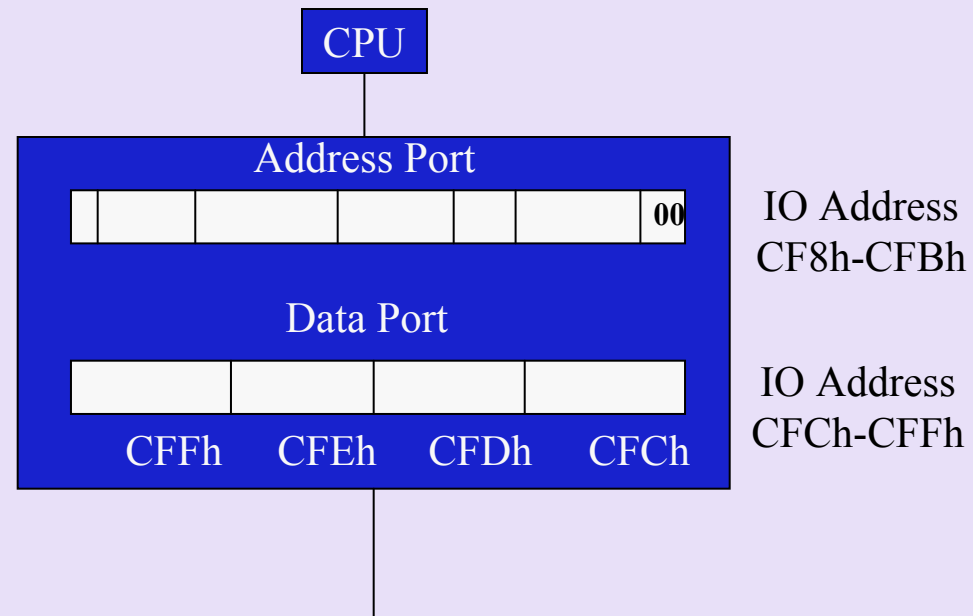 CPU
Address Port
00
IO Address
CF8h-CFBh
Data Port
IO Address
CFCh-CFFh
CFFh CFEh CFDh CFCh